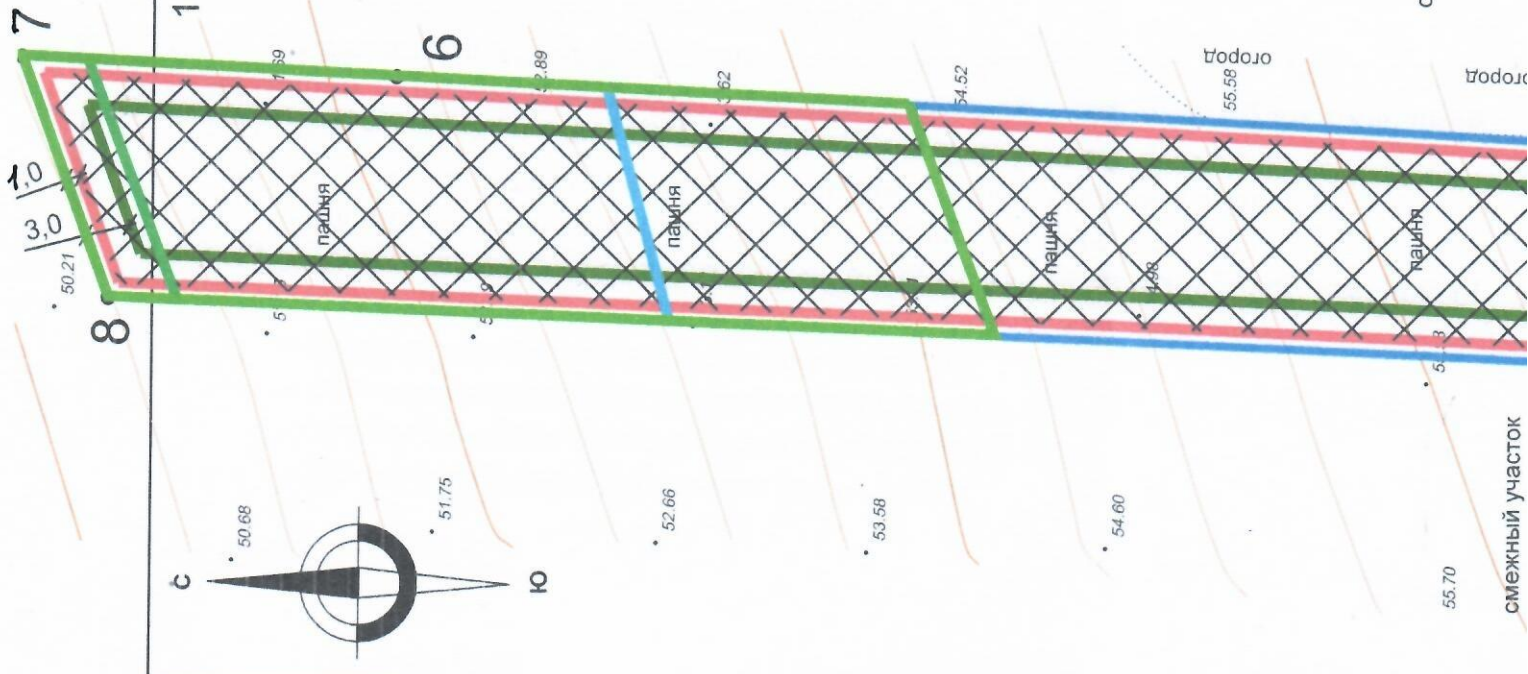 7
1
8
6
,0
3,0
50.21
52.89
54.52
55.58
огород
огород
пашня
пашня
пашня
пашня
С
Ю
50.68
51.75
52.66
53.58
54.60
55.70
смежный участок